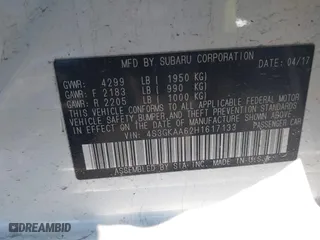 MFD BY SUBARU CORPORATION DATE 04/17
GVWR: 4299 LB ( 1950 KG)
GAWR: F 2183 LB ( 990 KG)
GAWR: R 2205 LB ( 1000 KG)
THIS VEHICLE CONFORMS TO ALL APPLICABLE
FEDERAL MOTOR VEHICLE
SAFETY, BUMPER, AND THEFT PREVENTION STANDARDS
IN EFFECT ON THE DATE OF MANUFACTURE SHOWN ABOVE.
VIN: 4S3GKAA62H1617133 PASSENGER CAR
ASSEMBLED BY SIA-INC. MADE IN U.S.A.
DREAMBID.COM